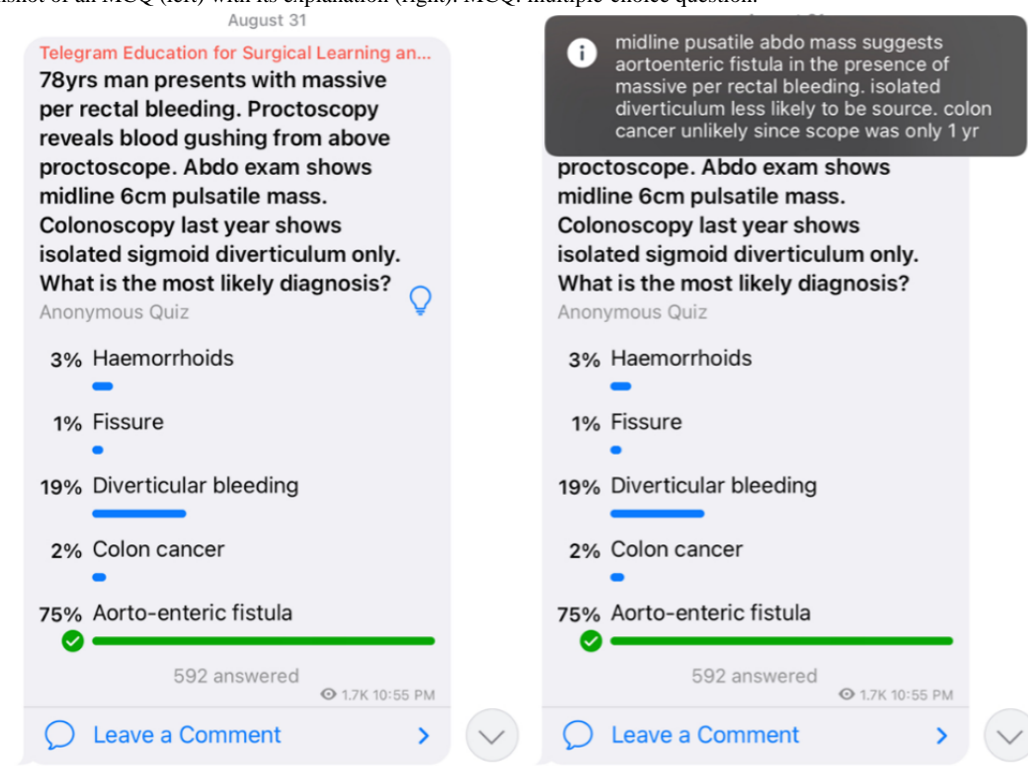 August 31
Telegram Education for Surgical Learning an...
78yrs man presents with massive
per rectal bleeding. Proctoscopy
reveals blood gushing from above
proctoscope. Abdo exam shows
midline 6cm pulsatile mass.
Colonoscopy last year shows
isolated sigmoid diverticulum only.
What is the most likely diagnosis?
Anonymous Quiz
3% Haemorrhoids
1% Fissure
19% Diverticular bleeding
2% Colon cancer
75% Aorto-enteric fistula
592 answered
1.7K 10:55 PM
Leave a Comment
midline pusatile abdo mass suggests
aortoenteric fistula in the presence of
massive per rectal bleeding. isolated
diverticulum less likely to be source. colon
cancer unlikely since scope was only 1 yr
proctoscope. Abdo exam shows
midline 6cm pulsatile mass.
Colonoscopy last year shows
isolated sigmoid diverticulum only.
What is the most likely diagnosis?
Anonymous Quiz
3% Haemorrhoids
1% Fissure
19% Diverticular bleeding
2% Colon cancer
75% Aorto-enteric fistula
592 answered
1.7K 10:55 PM
Leave a Comment